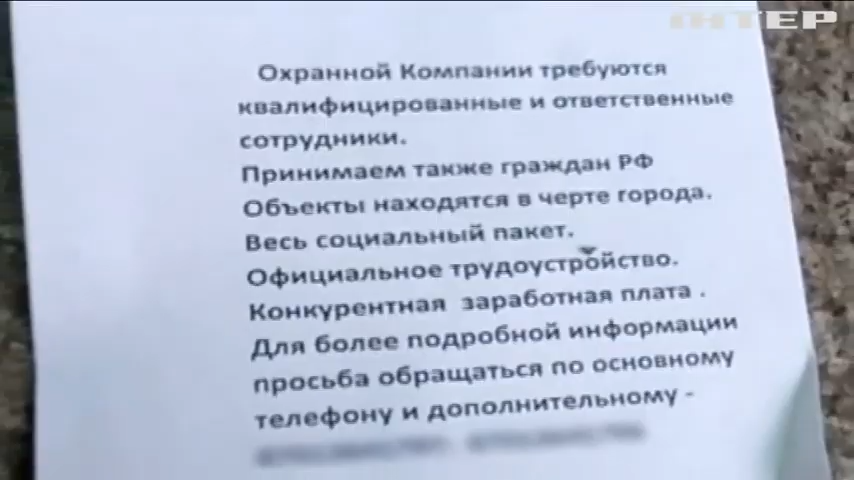 ІНТЕР
Охранной Компании требуются
квалифицированные и ответственные
сотрудники.
Принимаем также граждан РФ
Объекты находятся в черте города.
Весь социальный пакет.
Официальное трудоустройство.
Конкурентная заработная плата .
Для более подробной информации
просьба обращаться по основному
телефону и дополнительному -